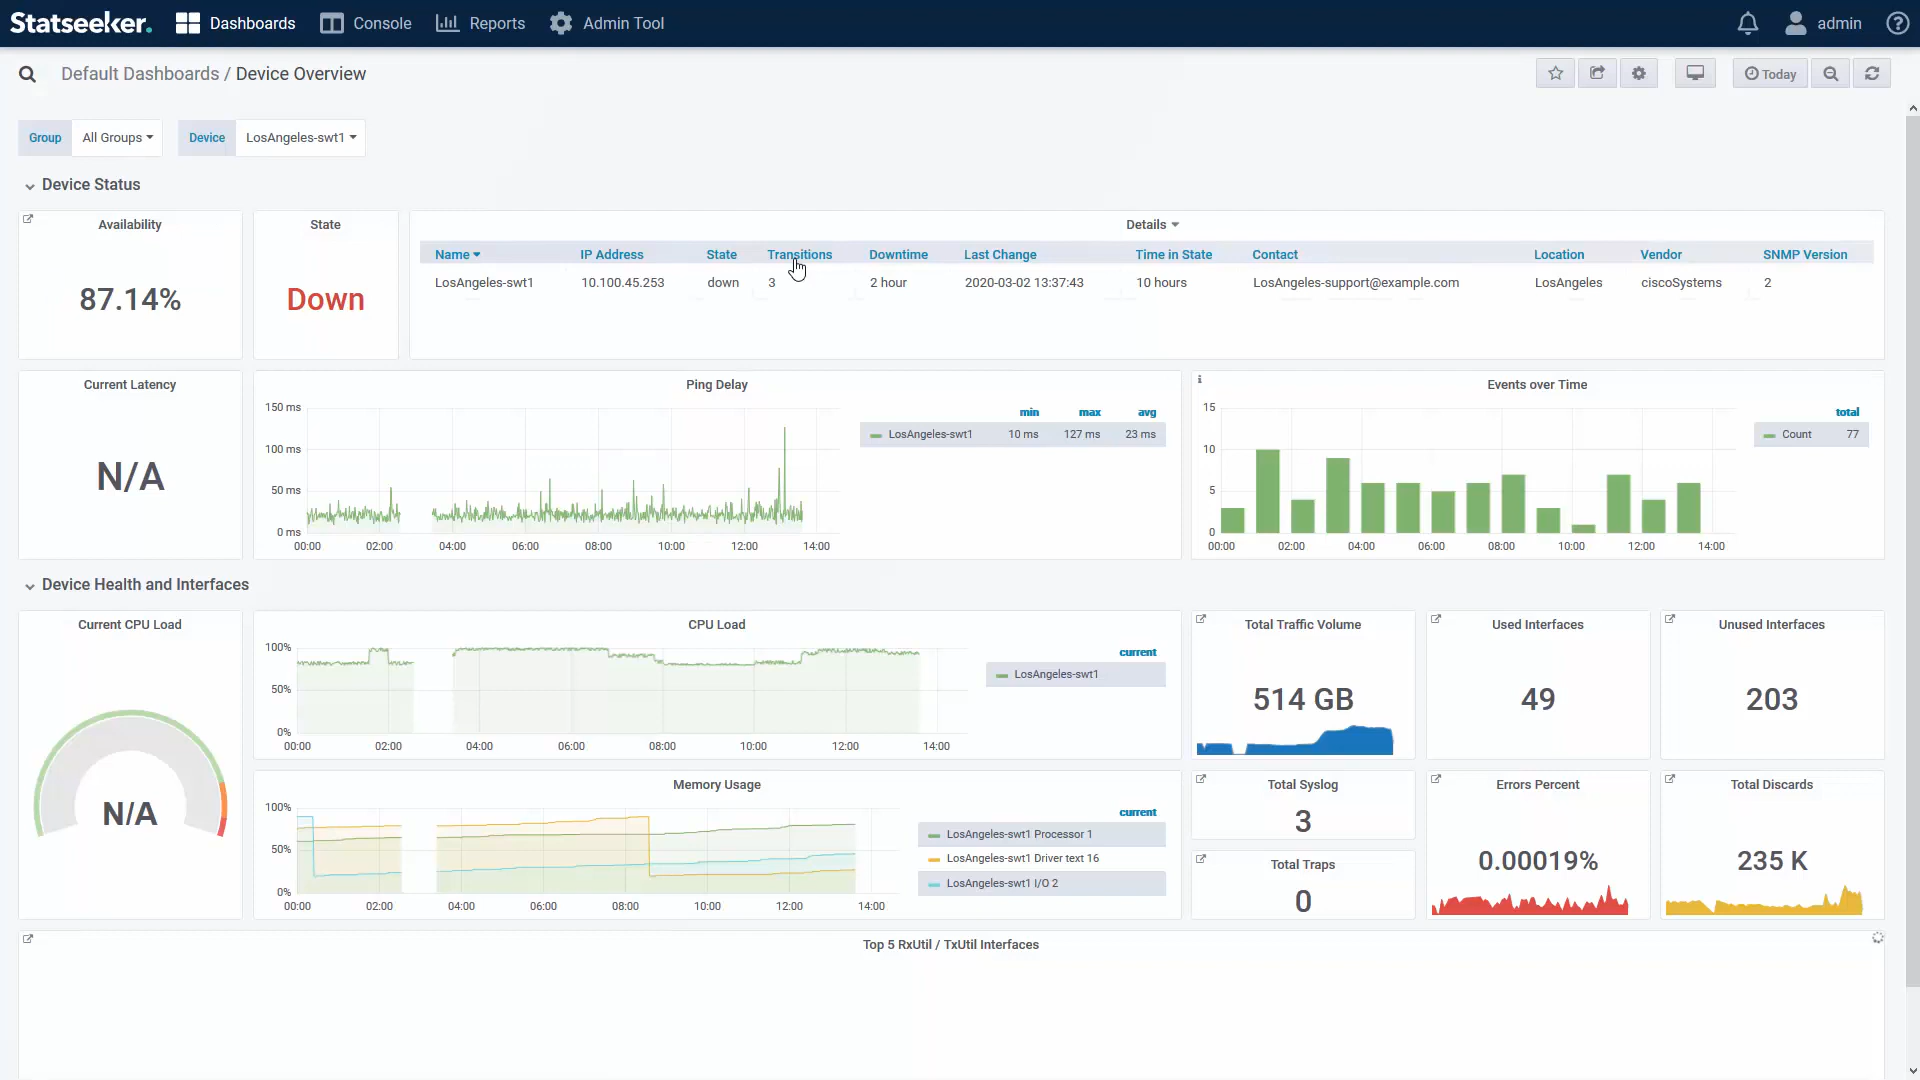 Statseeker. Dashboards Console Reports Admin Tool admin ?
Default Dashboards / Device Overview Today
Group All Groups Device LosAngeles-swt1
Device Status
Availability
87.14%
State
Down
Details
Name IP Address State Transitions Downtime Last Change Time in State Contact Location Vendor SNMP Version
LosAngeles-swt1 10.100.45.253 down 3 2 hour 2020-03-02 13:37:43 10 hours LosAngeles-support@example.com LosAngeles ciscoSystems 2
Current Latency
N/A
Ping Delay
150 ms
100 ms
50 ms
0 ms
00:00 02:00 04:00 06:00 08:00 10:00 12:00 14:00
min max avg
LosAngeles-swt1 10 ms 127 ms 23 ms
i
Events over Time
15
10
5
0
00:00 02:00 04:00 06:00 08:00 10:00 12:00 14:00
total
Count 77
Device Health and Interfaces
Current CPU Load
N/A
CPU Load
100%
50%
0%
00:00 02:00 04:00 06:00 08:00 10:00 12:00 14:00
current
LosAngeles-swt1
Total Traffic Volume
514 GB
Used Interfaces
49
Unused Interfaces
203
Memory Usage
100%
50%
0%
00:00 02:00 04:00 06:00 08:00 10:00 12:00 14:00
current
LosAngeles-swt1 Processor 1
LosAngeles-swt1 Driver text 16
LosAngeles-swt1 I/O 2
Total Syslog
3
Total Traps
0
Errors Percent
0.00019%
Total Discards
235 K
Top 5 RxUtil / TxUtil Interfaces